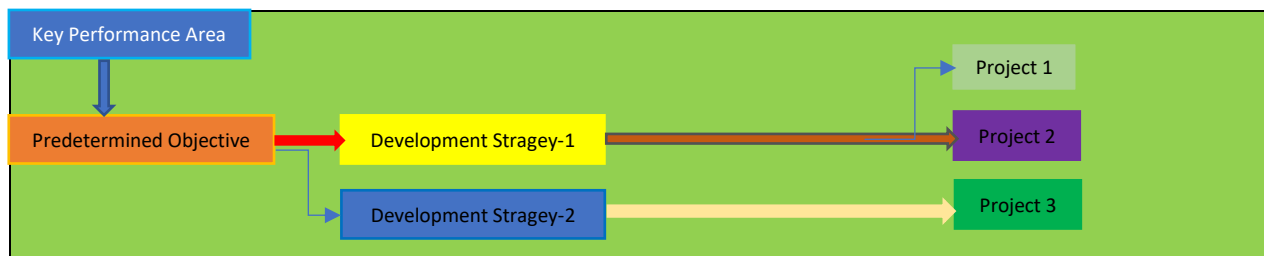 Key Performance Area
Project 1
Predetermined Objective
Development Stragey-1
Project 2
Development Stragey-2
Project 3